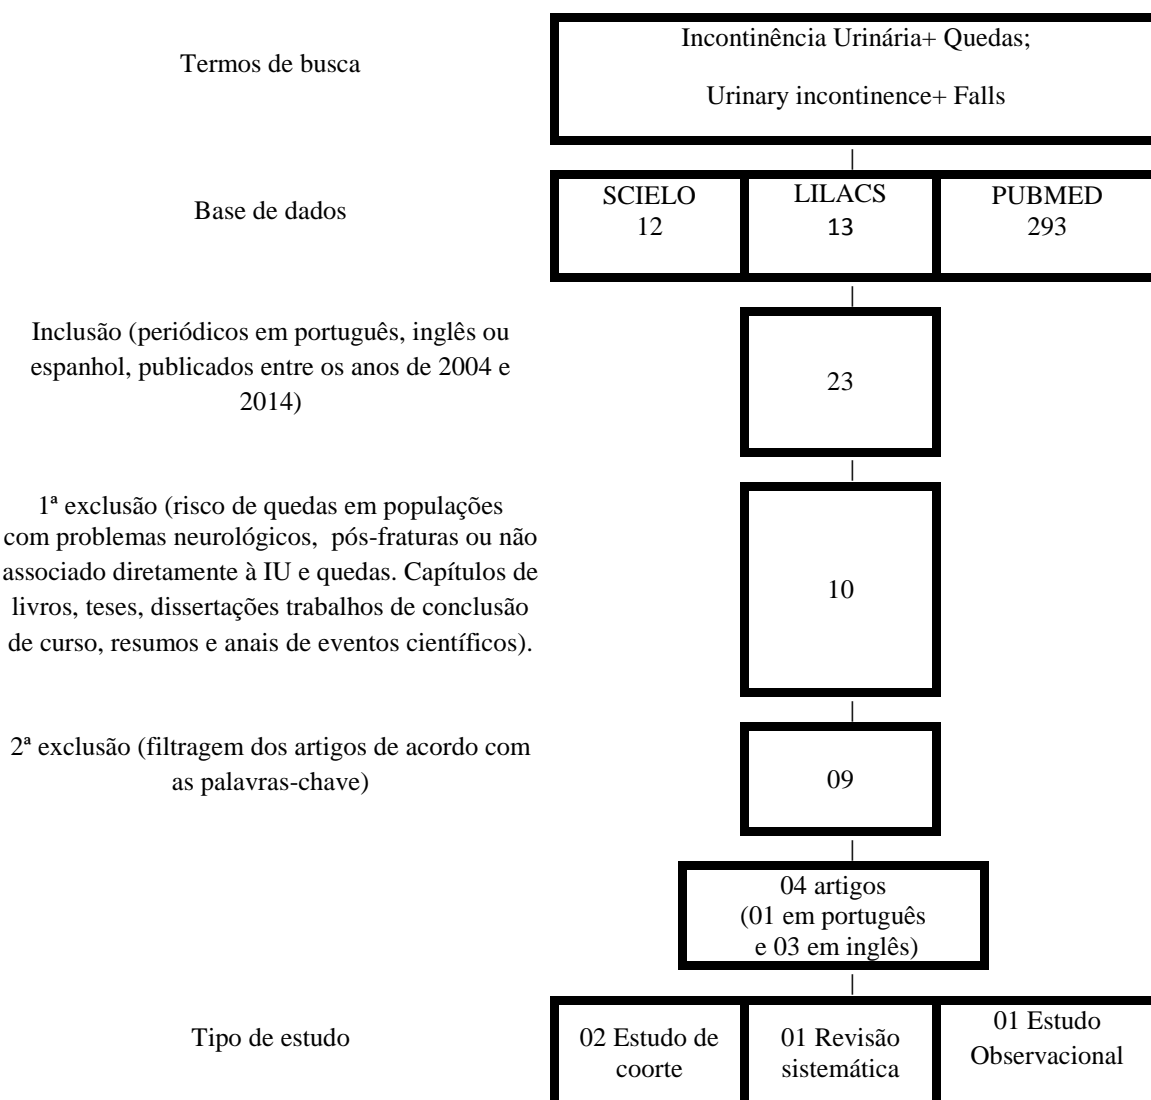 Termos de busca
Incontinência Urinária+ Quedas;
Urinary incontinence+ Falls
Base de dados
SCIELO
12
LILACS
13
PUBMED
293
Inclusão (periódicos em português, inglês ou
espanhol, publicados entre os anos de 2004 e
2014)
23
1ª exclusão (risco de quedas em populações
com problemas neurológicos, pós-fraturas ou não
associado diretamente à IU e quedas. Capítulos de
livros, teses, dissertações trabalhos de conclusão
de curso, resumos e anais de eventos científicos).
10
2ª exclusão (filtragem dos artigos de acordo com
as palavras-chave)
09
04 artigos
(01 em português
e 03 em inglês)
Tipo de estudo
02 Estudo de
coorte
01 Revisão
sistemática
01 Estudo
Observacional